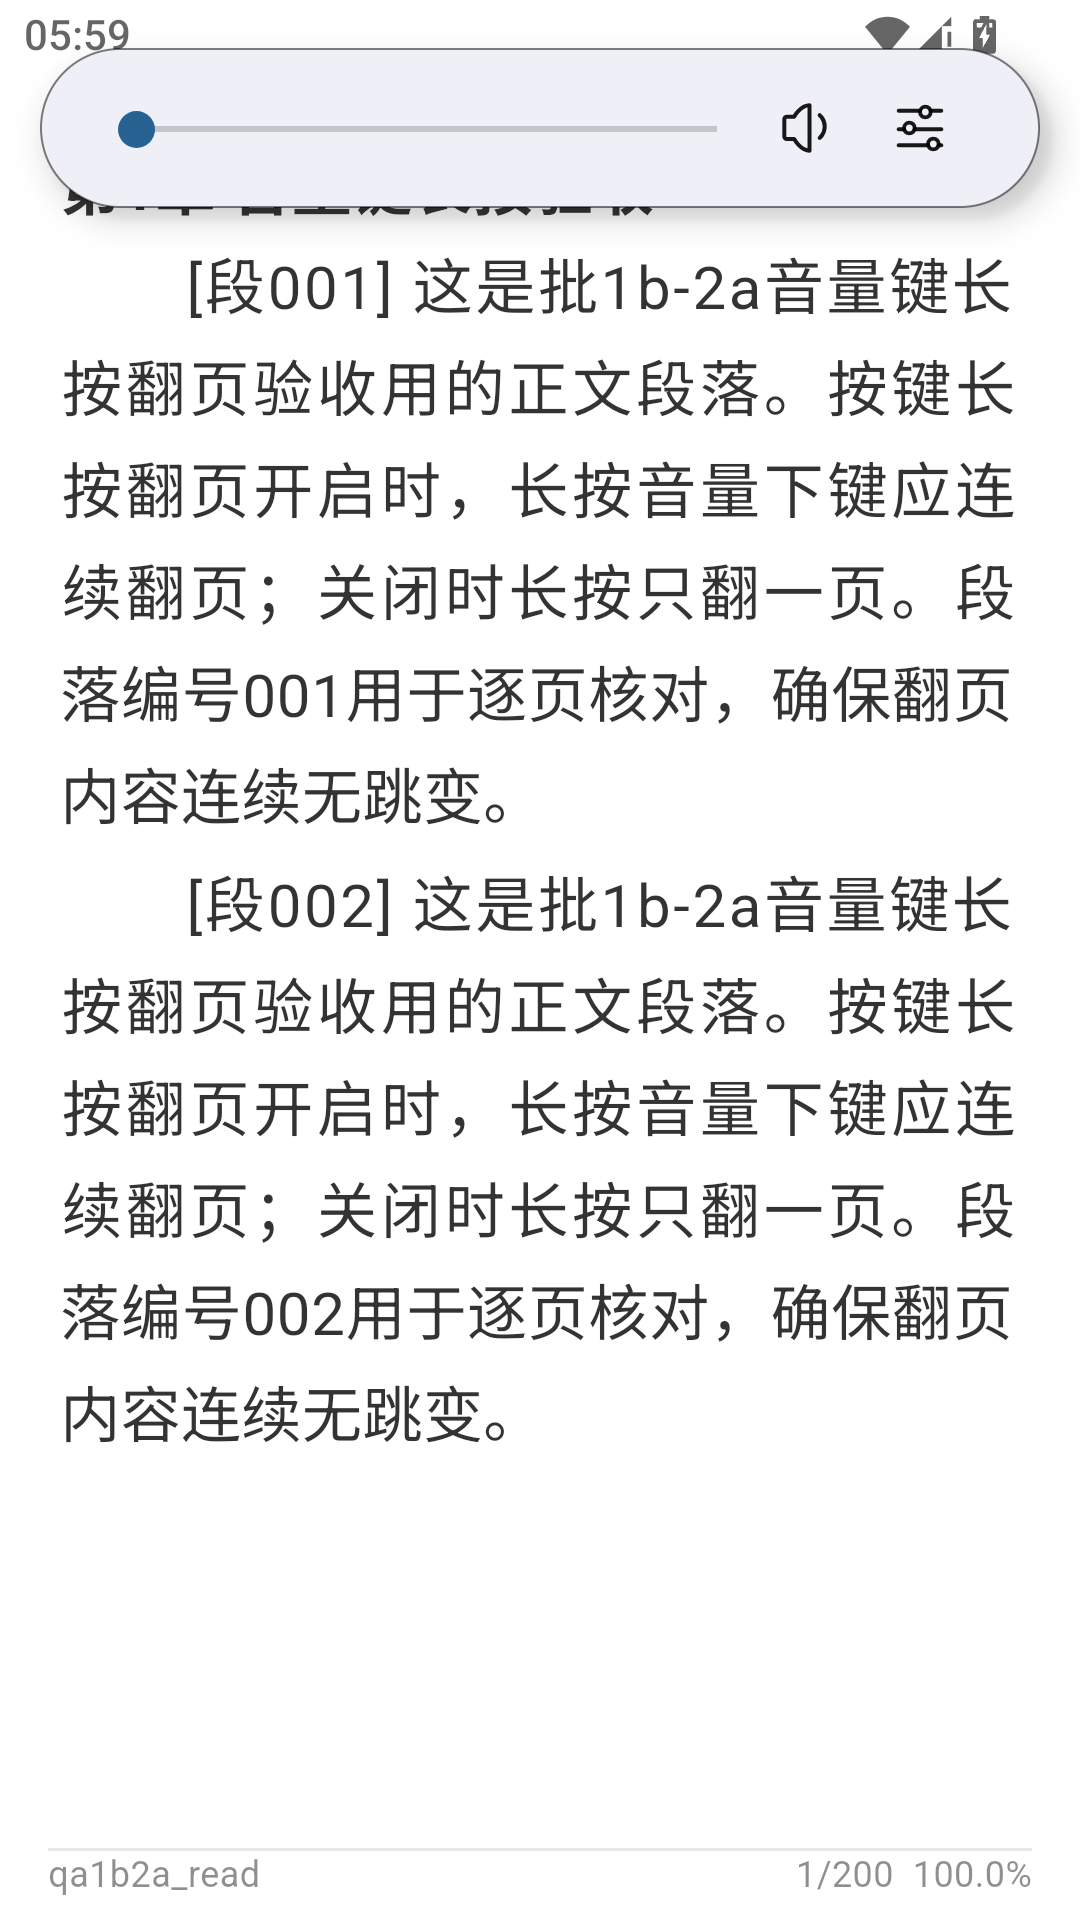 05:59
[段001] 这是批1b-2a音量键长
按翻页验收用的正文段落。按键长
按翻页开启时，长按音量下键应连
续翻页；关闭时长按只翻一页。段
落编号001用于逐页核对，确保翻页
内容连续无跳变。
[段002] 这是批1b-2a音量键长
按翻页验收用的正文段落。按键长
按翻页开启时，长按音量下键应连
续翻页；关闭时长按只翻一页。段
落编号002用于逐页核对，确保翻页
内容连续无跳变。
qa1b2a_read 1/200 100.0%